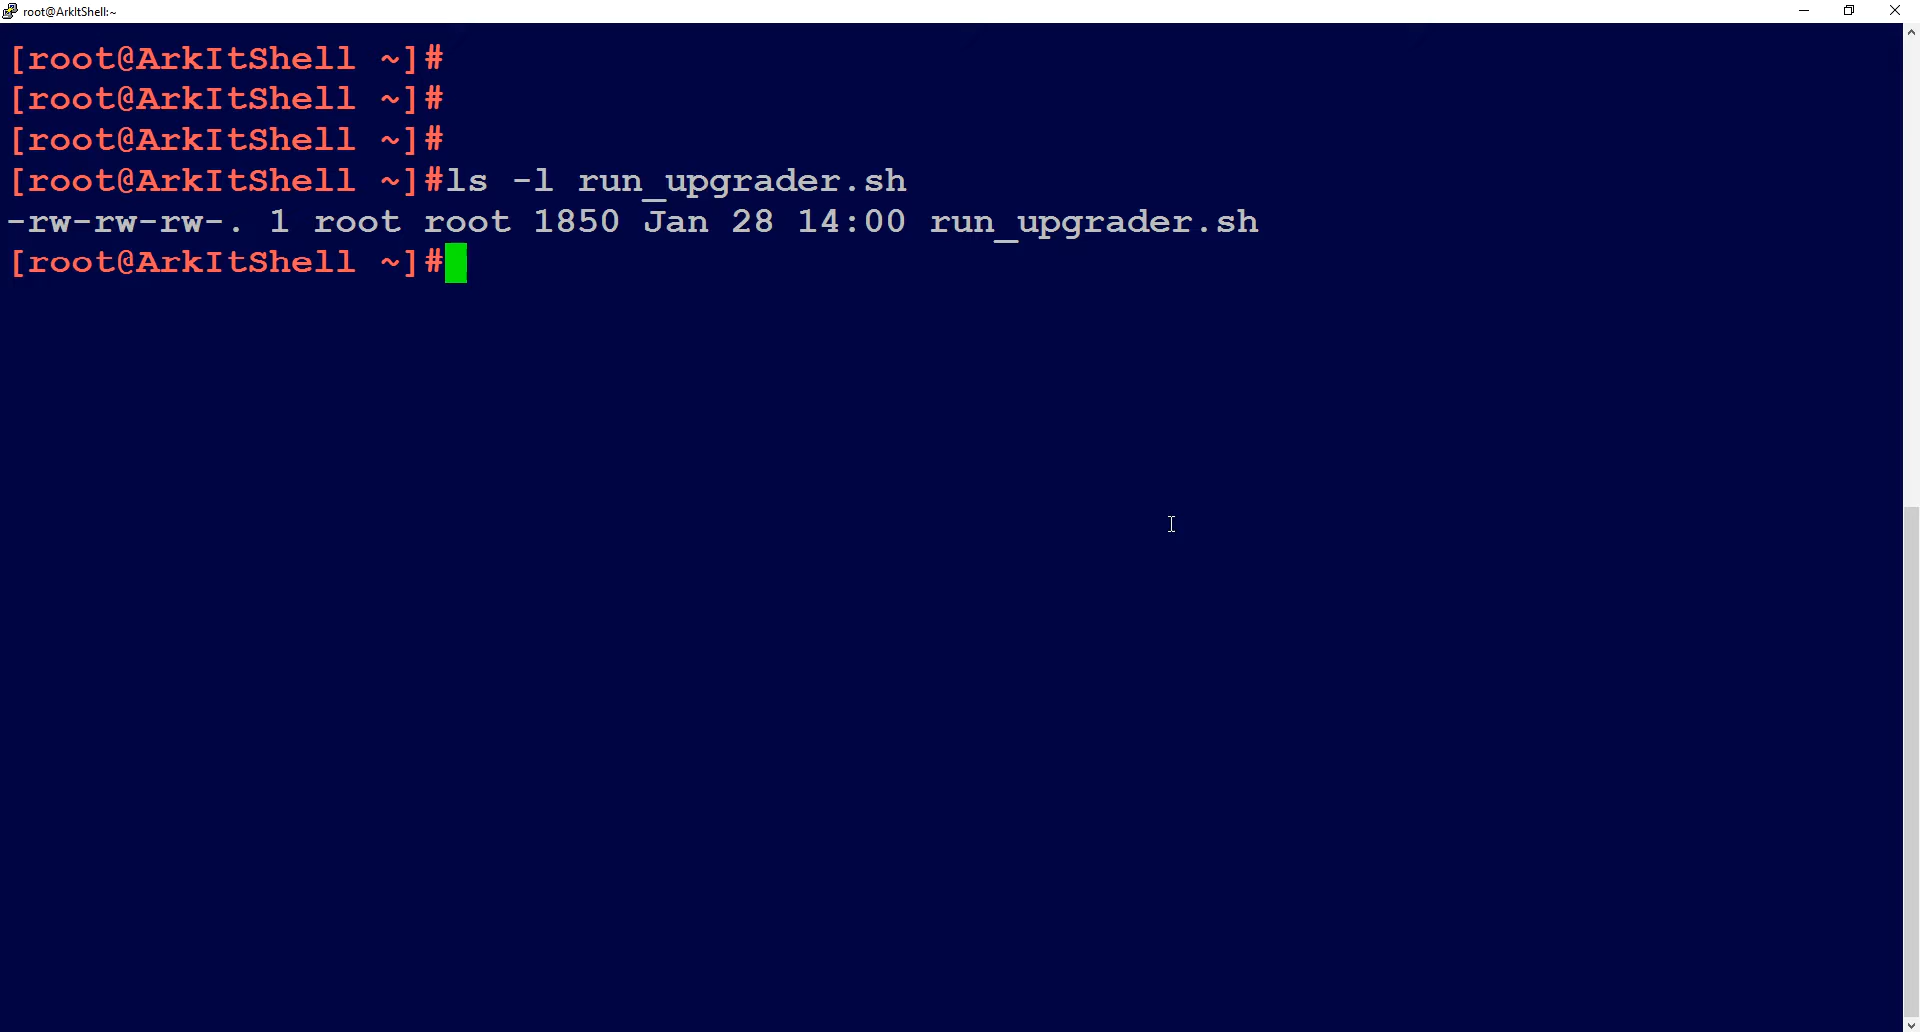 root@ArkItShell:~
[root@ArkItShell ~]#
[root@ArkItShell ~]#
[root@ArkItShell ~]#
[root@ArkItShell ~]#ls -l run_upgrader.sh
-rw-rw-rw-. 1 root root 1850 Jan 28 14:00 run_upgrader.sh
[root@ArkItShell ~]#